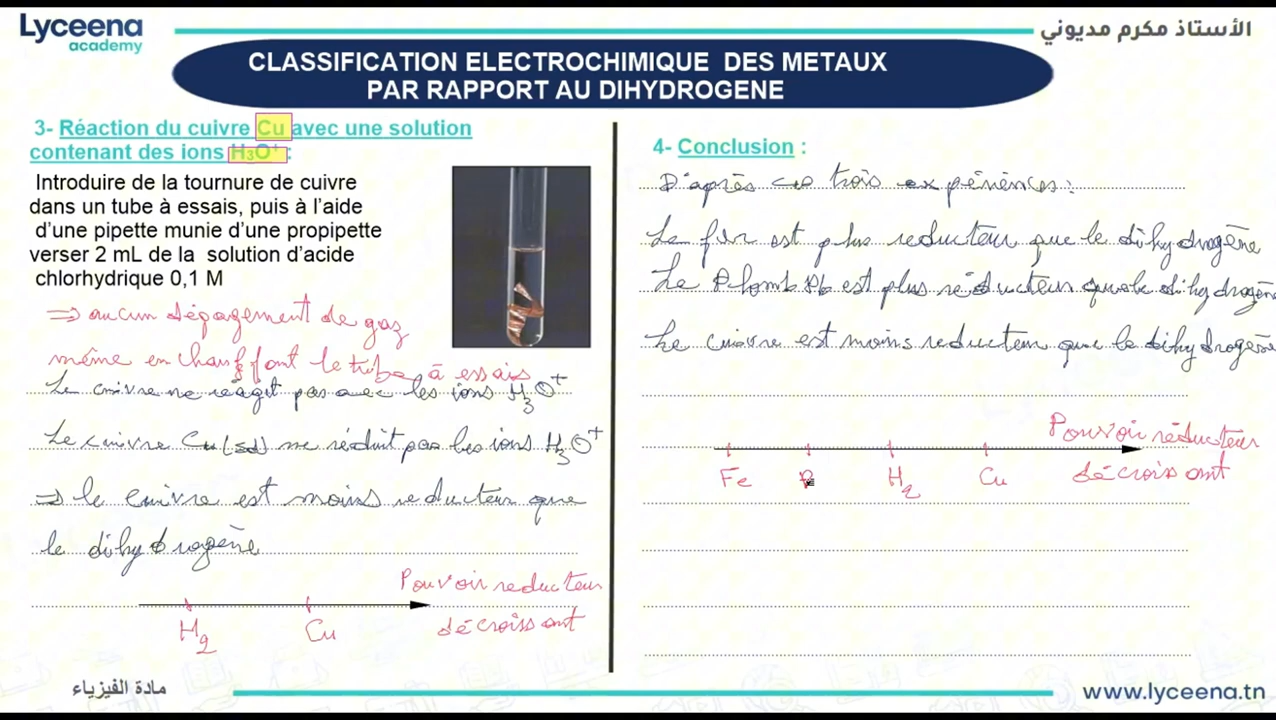 Lyceena
academy
الأستاذ مكرم مديوني
CLASSIFICATION ELECTROCHIMIQUE DES METAUX
PAR RAPPORT AU DIHYDROGENE
3- Réaction du cuivre Cu avec une solution
contenant des ions H₃O⁺ :
Introduire de la tournure de cuivre
dans un tube à essais, puis à l'aide
d'une pipette munie d'une propipette
verser 2 mL de la solution d'acide
chlorhydrique 0,1 M
⇒ aucun dégagement de gaz
même en chauffant le tube à essais
Le cuivre ne réagit pas avec les ions H₃O⁺
Le cuivre Cu (sd) ne réduit pas les ions H₃O⁺
⇒ le cuivre est moins reducteur que
le dihydrogène
Pouvoir reducteur
décroissant
H₂ Cu
4- Conclusion :
D'après ces trois expériences :
Le fer est plus reducteur que le dihydrogène
Le Plomb Pb est plus réducteur que le dihydrogène
Le cuivre est moins reducteur que le dihydrogène
Pouvoir réducteur
décroissant
Fe P H₂ Cu
مادة الفيزياء
www.lyceena.tn